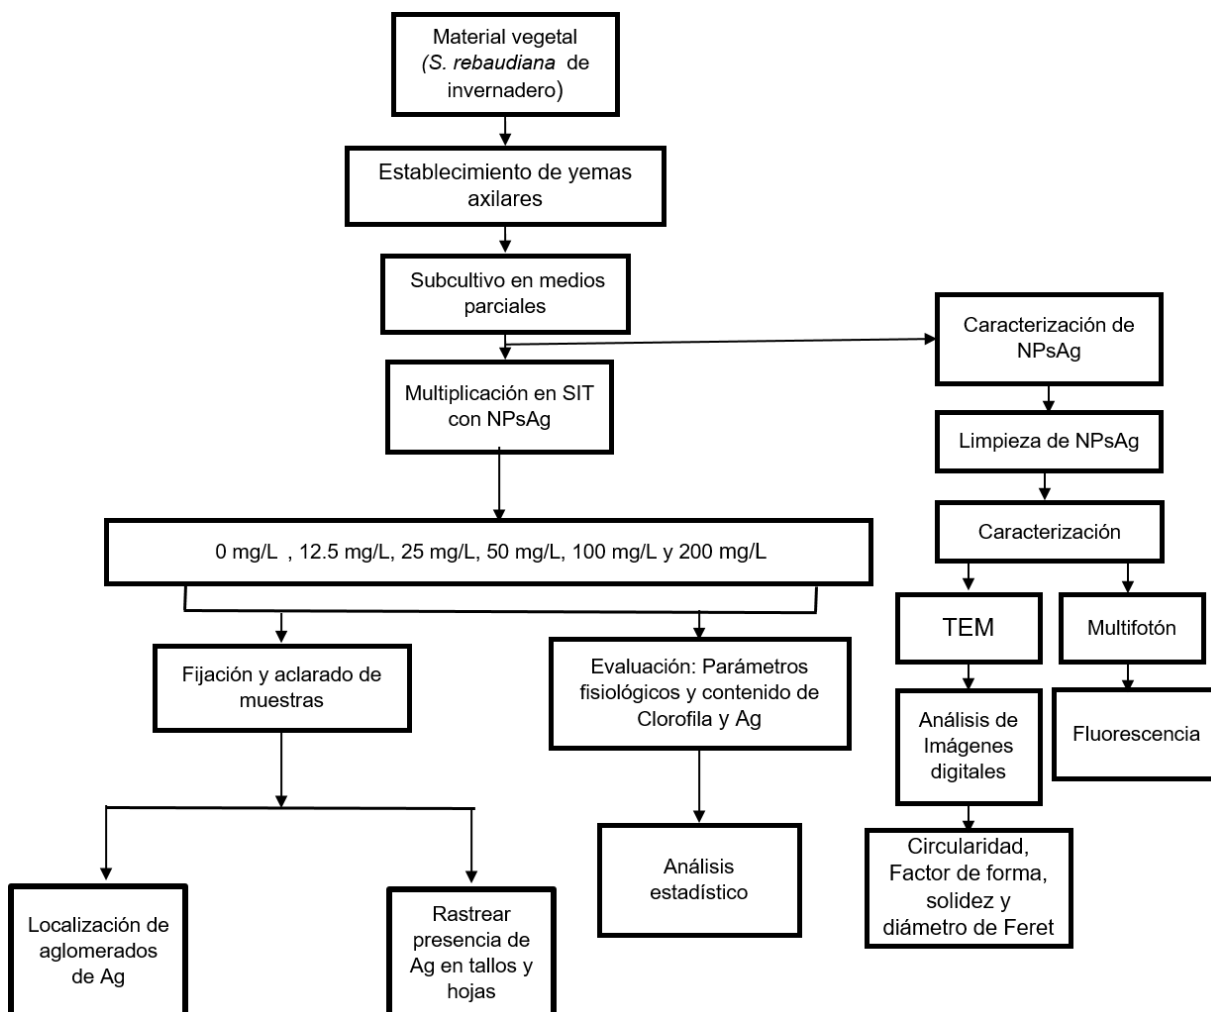 Material vegetal
(S. rebaudiana de
invernadero)
Establecimiento de yemas
axilares
Subcultivo en medios
parciales
Caracterización de
NPsAg
Multiplicación en SIT
con NPsAg
Limpieza de NPsAg
Caracterización
0 mg/L , 12.5 mg/L, 25 mg/L, 50 mg/L, 100 mg/L y 200 mg/L
TEM
Multifotón
Fijación y aclarado de
muestras
Evaluación: Parámetros
fisiológicos y contenido de
Clorofila y Ag
Análisis de
Imágenes
digitales
Fluorescencia
Análisis
estadístico
Circularidad,
Factor de forma,
solidez y
diámetro de Feret
Localización de
aglomerados
de Ag
Rastrear
presencia de
Ag en tallos y
hojas